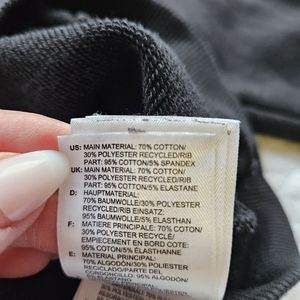 US: MAIN MATERIAL: 70% COTTON/
30% POLYESTER RECYCLED/RIB
PART: 95% COTTON/5% SPANDEX
UK: MAIN MATERIAL: 70% COTTON/
30% POLYESTER RECYCLED/RIB
PART: 95% COTTON/5% ELASTANE
D: HAUPTMATERIAL:
70% BAUMWOLLE/30% POLYESTER
RECYCLED/RIB EINSATZ:
95% BAUMWOLLE/5% ELASTHAN
F: MATIERE PRINCIPALE: 70% COTON/
30% POLYESTER RECYCLÉ/
EMPIECEMENT EN BORD COTE:
95% COTON/5% ELASTHANNE
E: MATERIAL PRINCIPAL:
70% ALGODÓN/30% POLIESTER
RECICLADO/PARTE DEL
CORDONCILLO: 95% ALGODÓN/